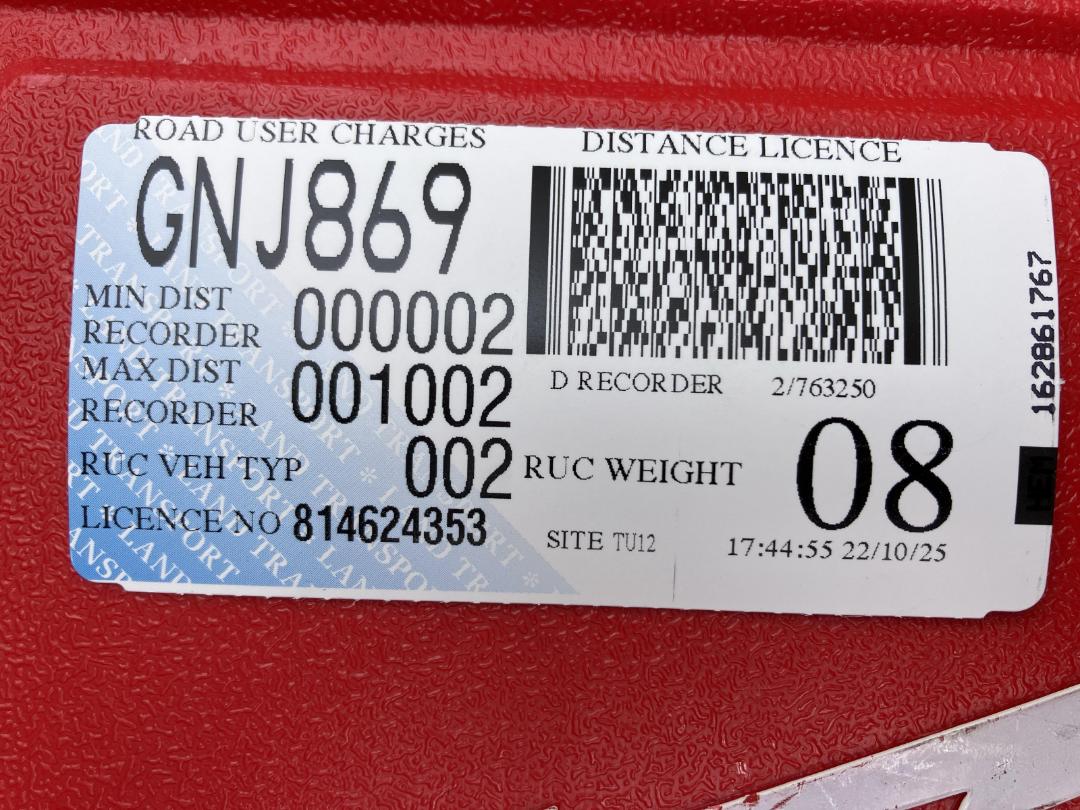 ROAD USER CHARGES
DISTANCE LICENCE
GNJ869
MIN DIST
RECORDER 000002
MAX DIST
RECORDER 001002
D RECORDER 2/763250
RUC VEH TYP 002
RUC WEIGHT 08
LICENCE NO 814624353
SITE TU12 17:44:55 22/10/25
1628861767